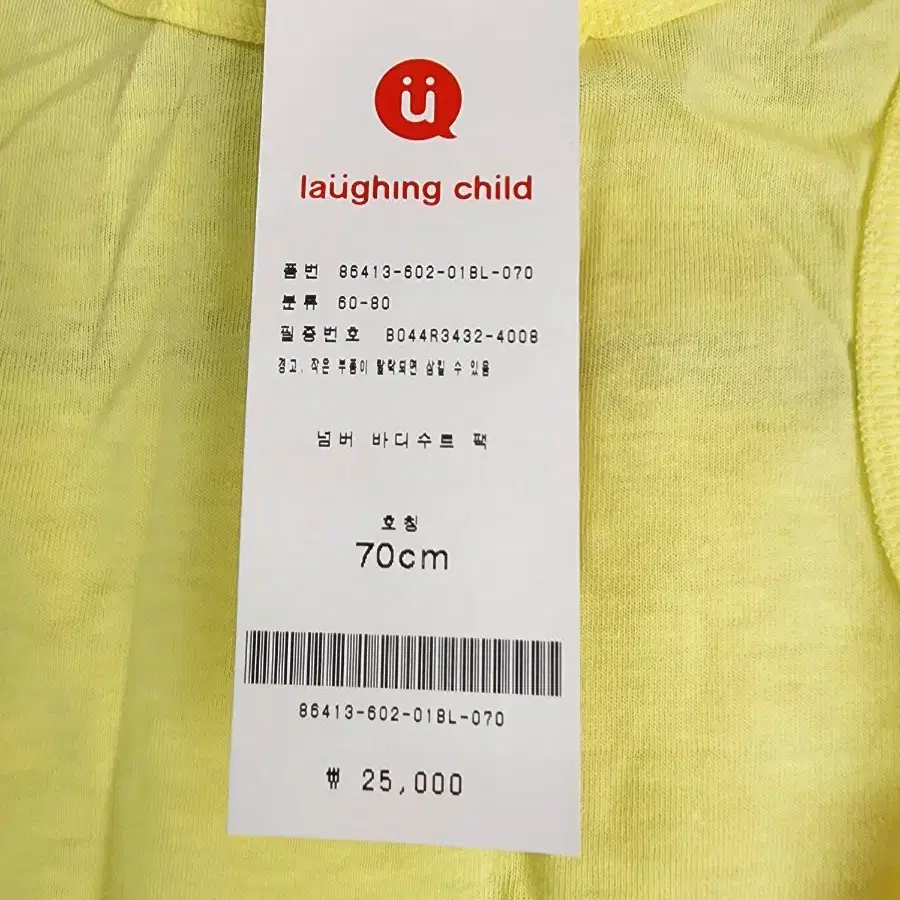 ü
laüghing child
품번 86413-602-01BL-070
분류 60-80
필증번호 B044R3432-4008
경고, 작은 부품이 탈락되면 삼킬 수 있음
넘버 바디수트 팩
호칭
70cm
86413-602-01BL-070
₩ 25,000